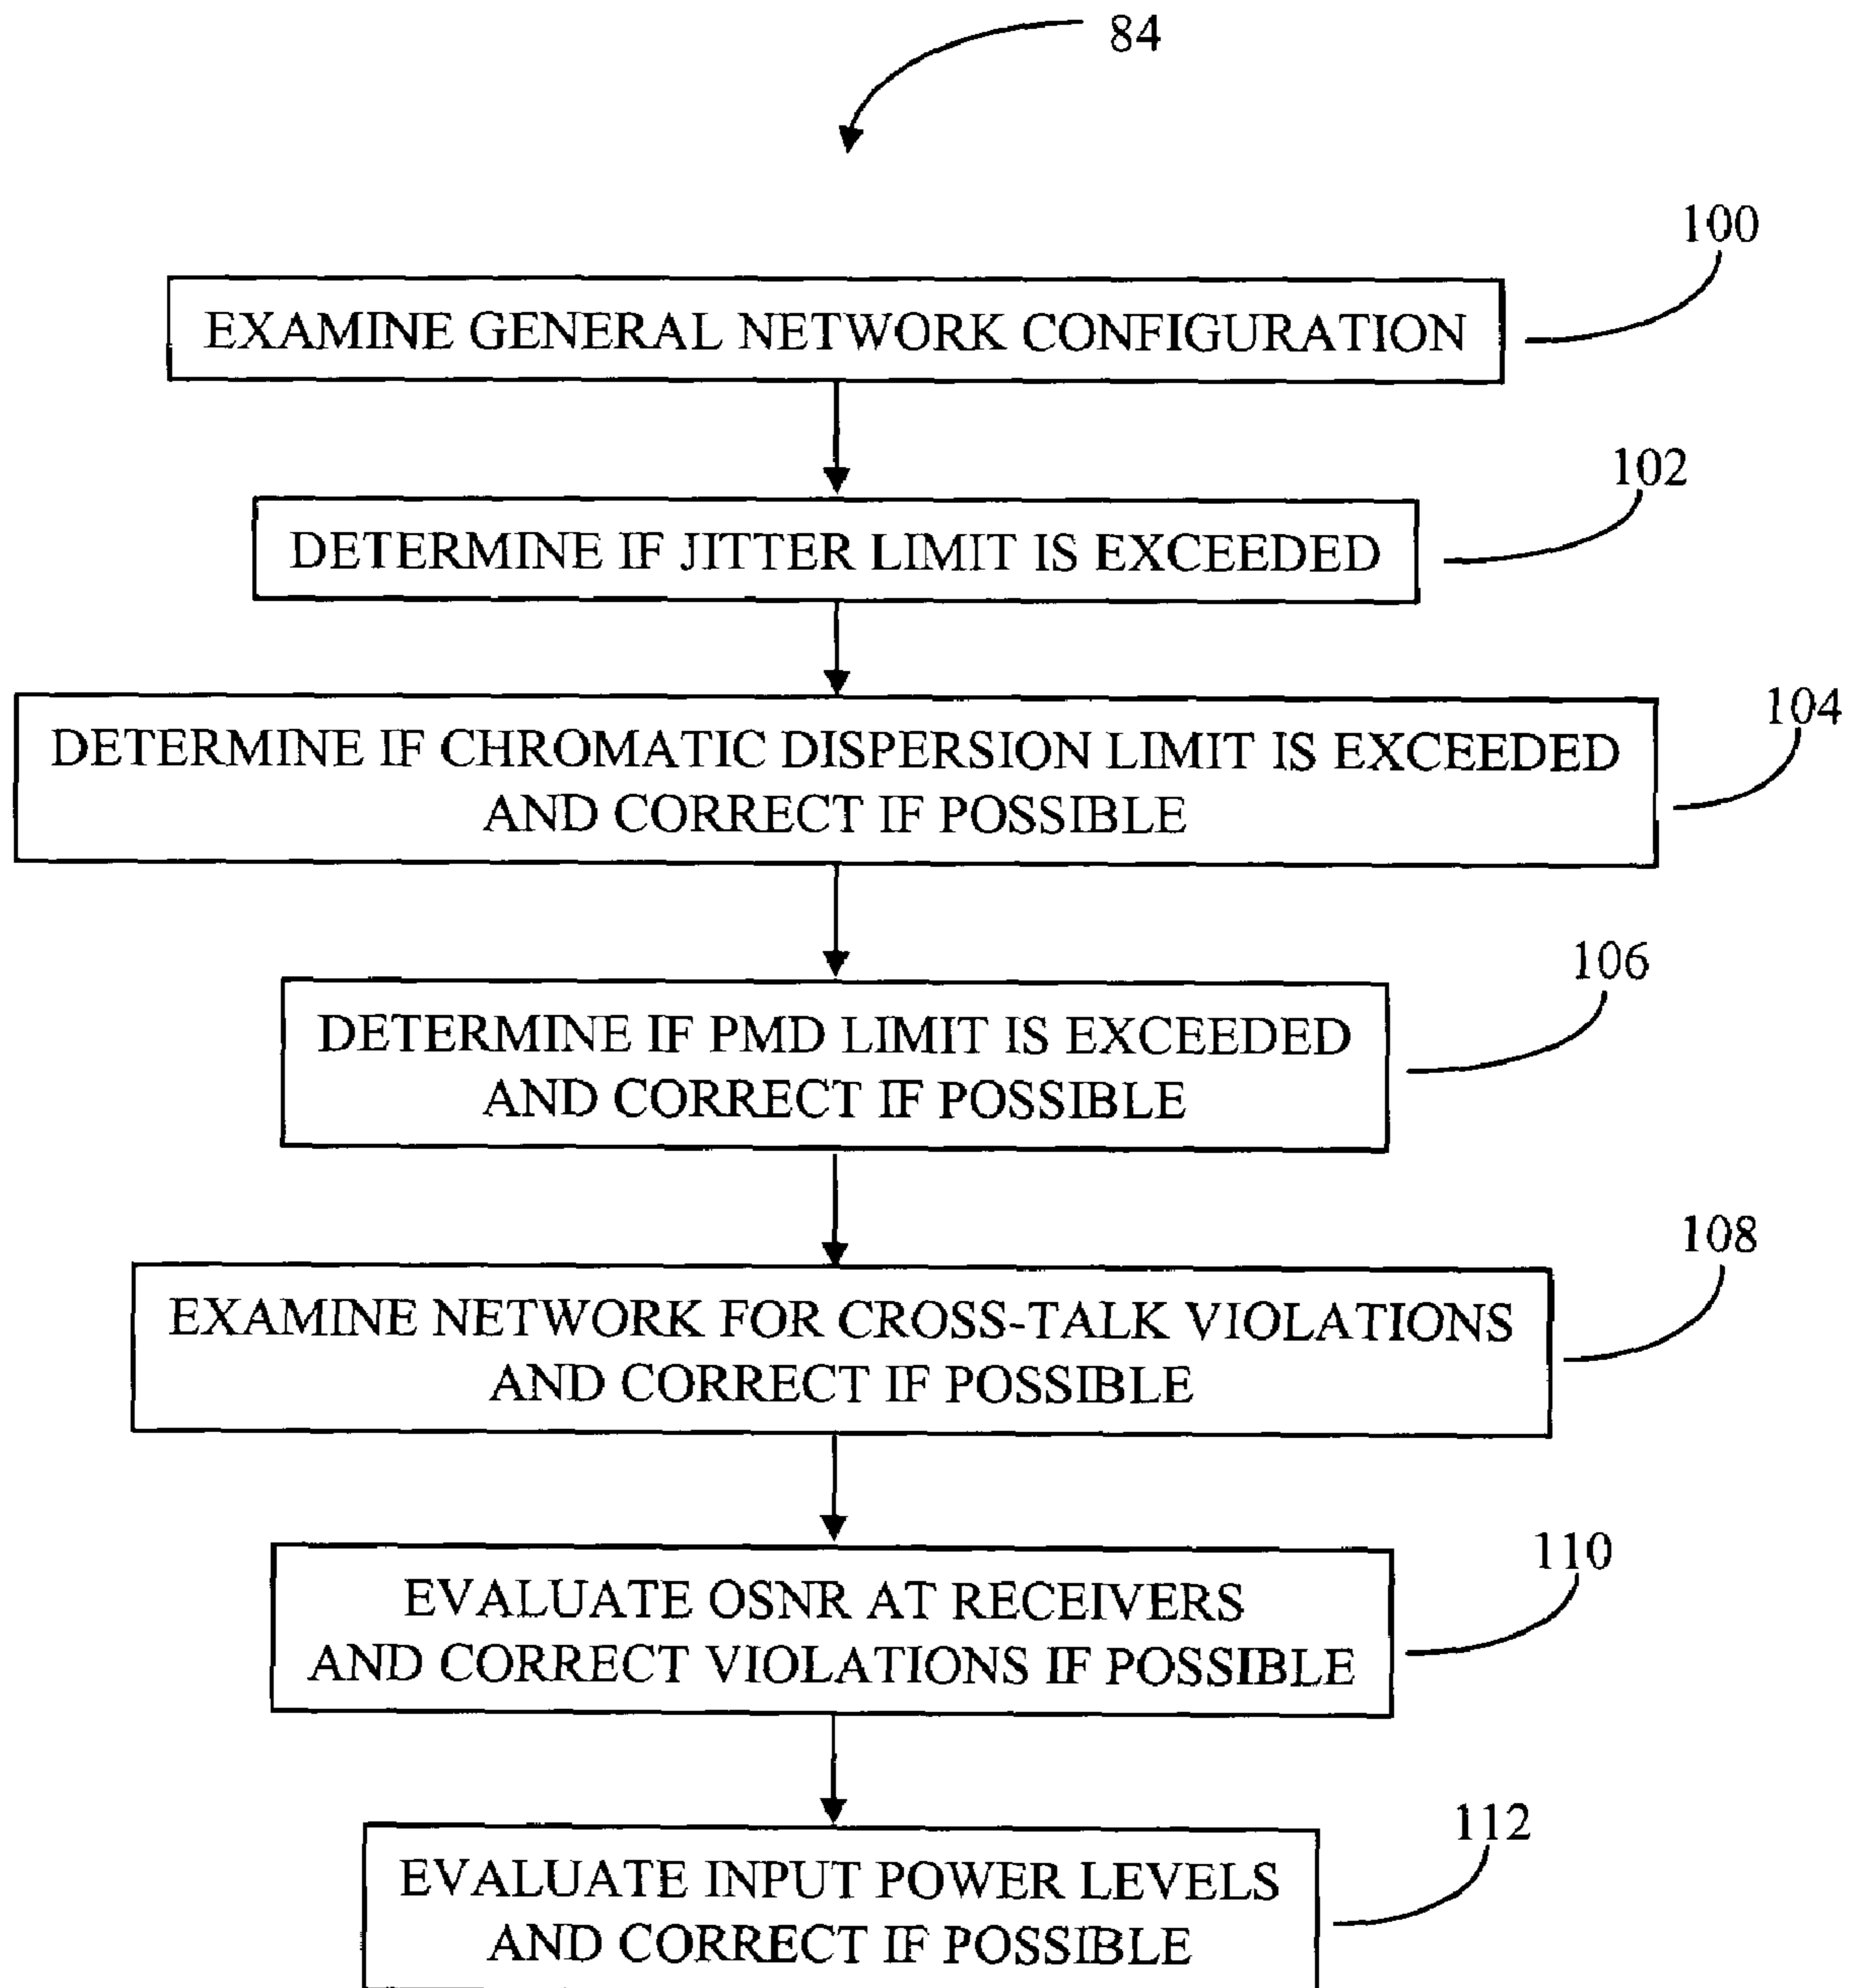 84
100
EXAMINE GENERAL NETWORK CONFIGURATION
102
DETERMINE IF JITTER LIMIT IS EXCEEDED
104
DETERMINE IF CHROMATIC DISPERSION LIMIT IS EXCEEDED
AND CORRECT IF POSSIBLE
106
DETERMINE IF PMD LIMIT IS EXCEEDED
AND CORRECT IF POSSIBLE
108
EXAMINE NETWORK FOR CROSS-TALK VIOLATIONS
AND CORRECT IF POSSIBLE
110
EVALUATE OSNR AT RECEIVERS
AND CORRECT VIOLATIONS IF POSSIBLE
112
EVALUATE INPUT POWER LEVELS
AND CORRECT IF POSSIBLE